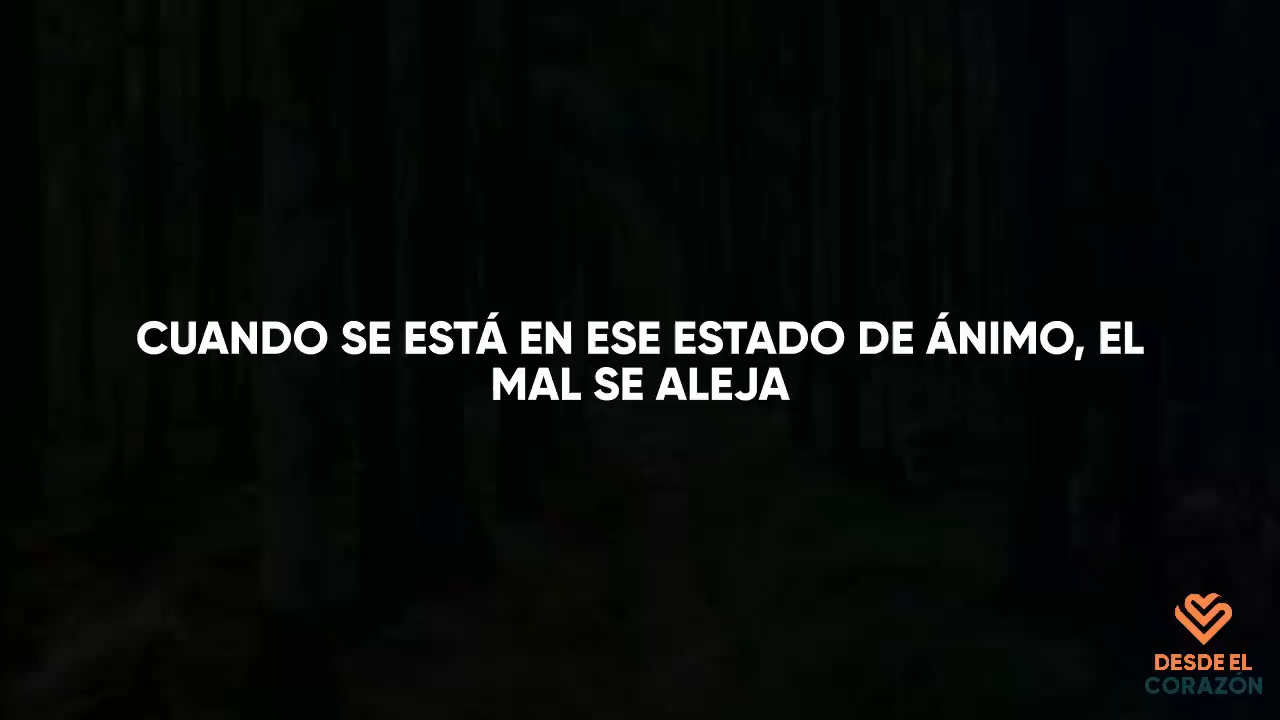 CUANDO SE ESTÁ EN ESE ESTADO DE ÁNIMO, EL
MAL SE ALEJA
DESDE EL
CORAZÓN